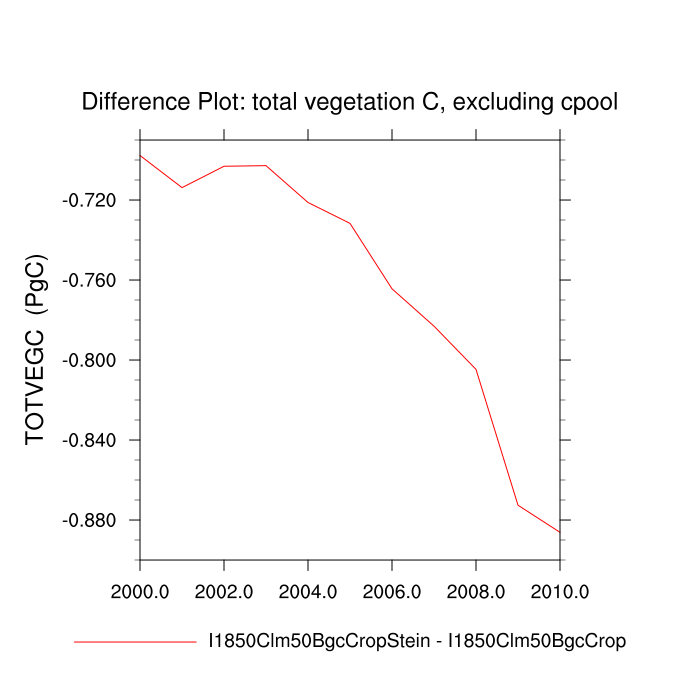 Difference Plot: total vegetation C, excluding cpool
TOTVEGC (PgC)
-0.720
-0.760
-0.800
-0.840
-0.880
2000.0 2002.0 2004.0 2006.0 2008.0 2010.0
I1850Clm50BgcCropStein - I1850Clm50BgcCrop